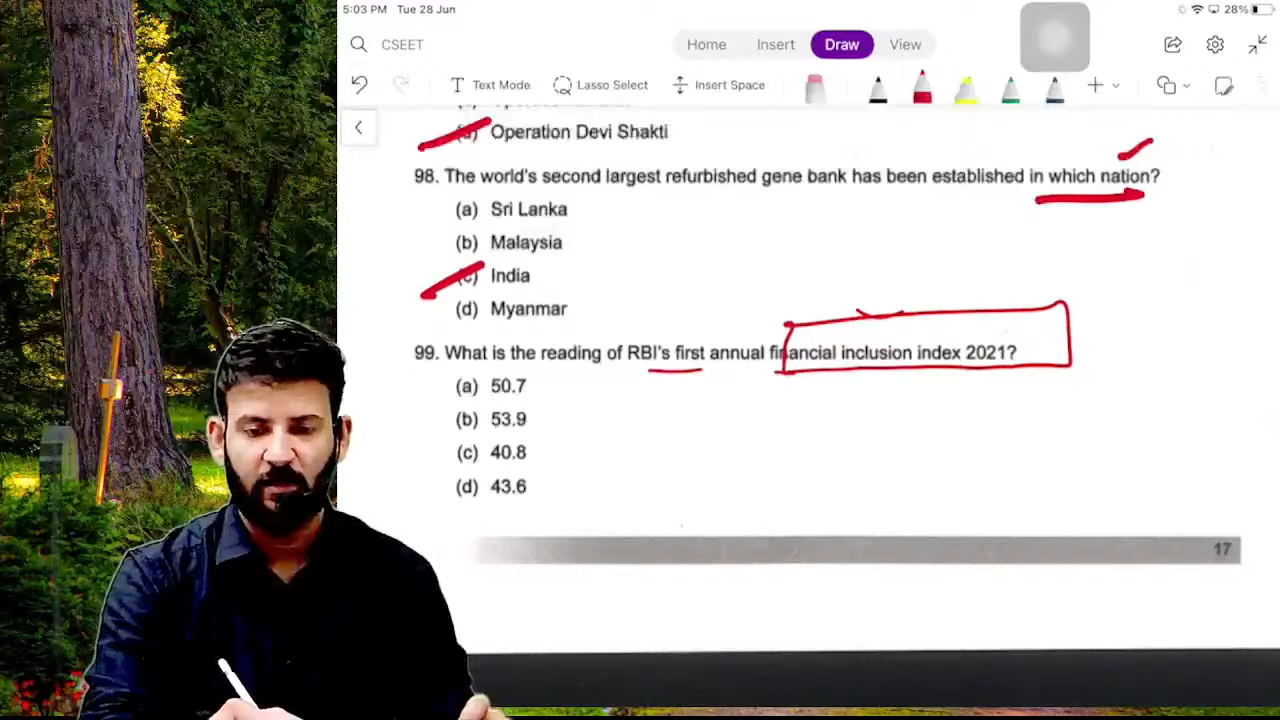 5:03 PM Tue 28 Jun
28%
CSEET
Home Insert Draw View
Text Mode Lasso Select Insert Space
Operation Devi Shakti
98. The world's second largest refurbished gene bank has been established in which nation?
(a) Sri Lanka
(b) Malaysia
(c) India
(d) Myanmar
99. What is the reading of RBI's first annual financial inclusion index 2021?
(a) 50.7
(b) 53.9
(c) 40.8
(d) 43.6
17